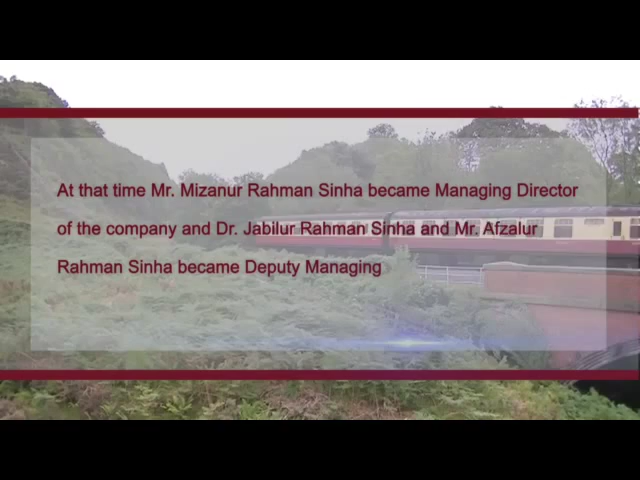 At that time Mr. Mizanur Rahman Sinha became Managing Director
of the company and Dr. Jabilur Rahman Sinha and Mr. Afzalur
Rahman Sinha became Deputy Managing